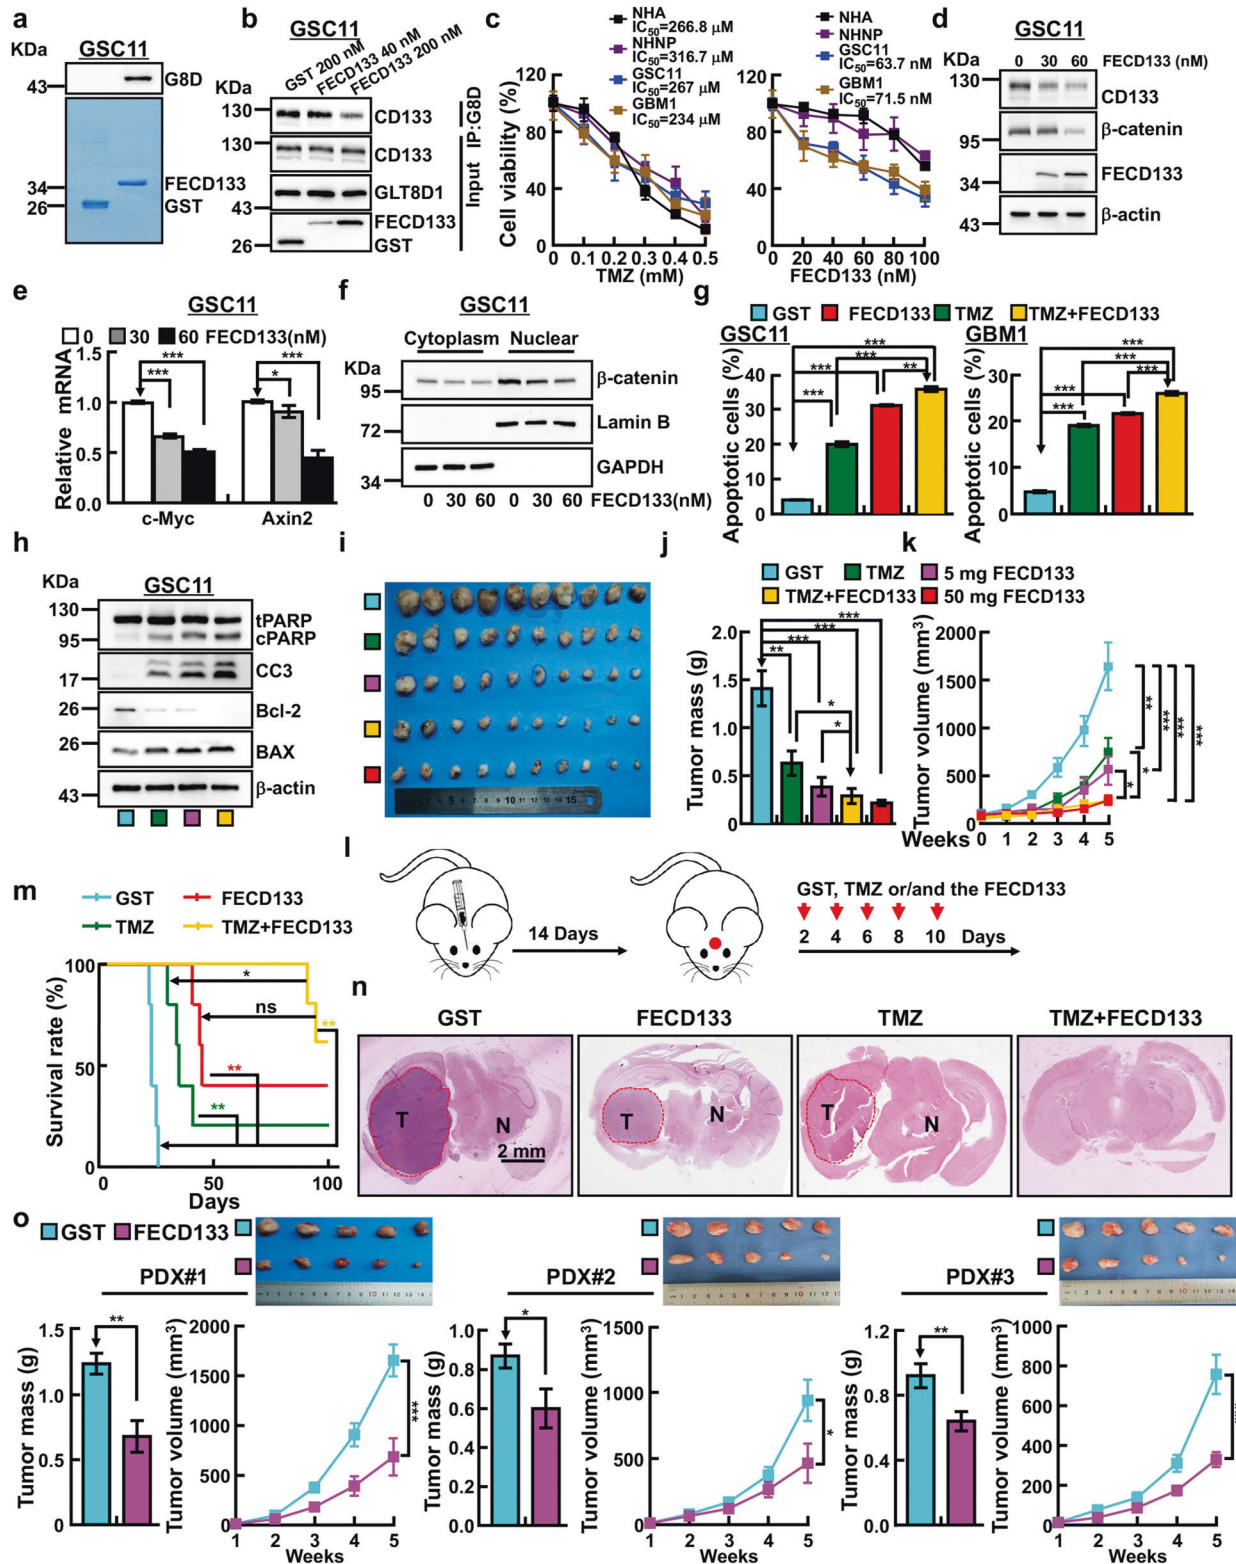 a
KDa
GSC11
43
G8D
34
26
FECD133
GST
b
GSC11
GST 200 nM
FECD133 40 nM
FECD133 200 nM
KDa
130
CD133
IP:G8D
130
CD133
GLT8D1
43
FECD133
26
GST
Input
c
NHA
IC50=266.8 μM
NHNP
IC50=316.7 μM
GSC11
IC50=267 μM
GBM1
IC50=234 μM
Cell viability (%)
120
80
40
0
0 0.1 0.2 0.3 0.4 0.5
TMZ (mM)
NHA
NHNP
GSC11
IC50=63.7 nM
GBM1
IC50=71.5 nM
120
80
40
0
0 20 40 60 80 100
FECD133 (nM)
d
GSC11
KDa
0 30 60 FECD133 (nM)
130
CD133
95
β-catenin
34
FECD133
43
β-actin
e
GSC11
0 30 60 FECD133(nM)
Relative mRNA
1.5
1.0
0.5
0.0
***
***
***
*
c-Myc Axin2
f
GSC11
Cytoplasm Nuclear
KDa
95
β-catenin
72
Lamin B
34
GAPDH
0 30 60 0 30 60 FECD133(nM)
g
GST FECD133 TMZ TMZ+FECD133
GSC11
Apoptotic cells (%)
40
30
20
10
0
***
***
***
**
***
GBM1
Apoptotic cells (%)
30
20
10
0
***
***
***
***
***
h
GSC11
KDa
130
tPARP
95
cPARP
17
CC3
26
Bcl-2
26
BAX
43
β-actin
i
5 10 15
j
GST TMZ 5 mg FECD133
TMZ+FECD133 50 mg FECD133
Tumor mass (g)
2.0
1.5
1.0
0.5
0
***
***
***
**
*
*
k
Tumor volume (mm3)
2000
1500
1000
500
0
Weeks 0 1 2 3 4 5
**
***
***
***
*
*
l
14 Days
GST, TMZ or/and the FECD133
2 4 6 8 10 Days
m
GST FECD133
TMZ TMZ+FECD133
Survival rate (%)
100
50
0
*
ns
**
**
**
0 50 100
Days
n
GST FECD133 TMZ TMZ+FECD133
T N
2 mm
T N
T N
o
GST FECD133
PDX#1
Tumor mass (g)
1.5
1.0
0.5
0.0
**
Tumor volume (mm3)
2000
1500
1000
500
0
***
1 2 3 4 5
Weeks
PDX#2
Tumor mass (g)
1.0
0.8
0.6
0.4
0.2
0.0
*
Tumor volume (mm3)
1500
1000
500
0
*
1 2 3 4 5
Weeks
PDX#3
Tumor mass (g)
1.2
0.9
0.6
0.3
0.0
**
Tumor volume (mm3)
1000
800
600
400
200
0
1 2 3 4 5
Weeks